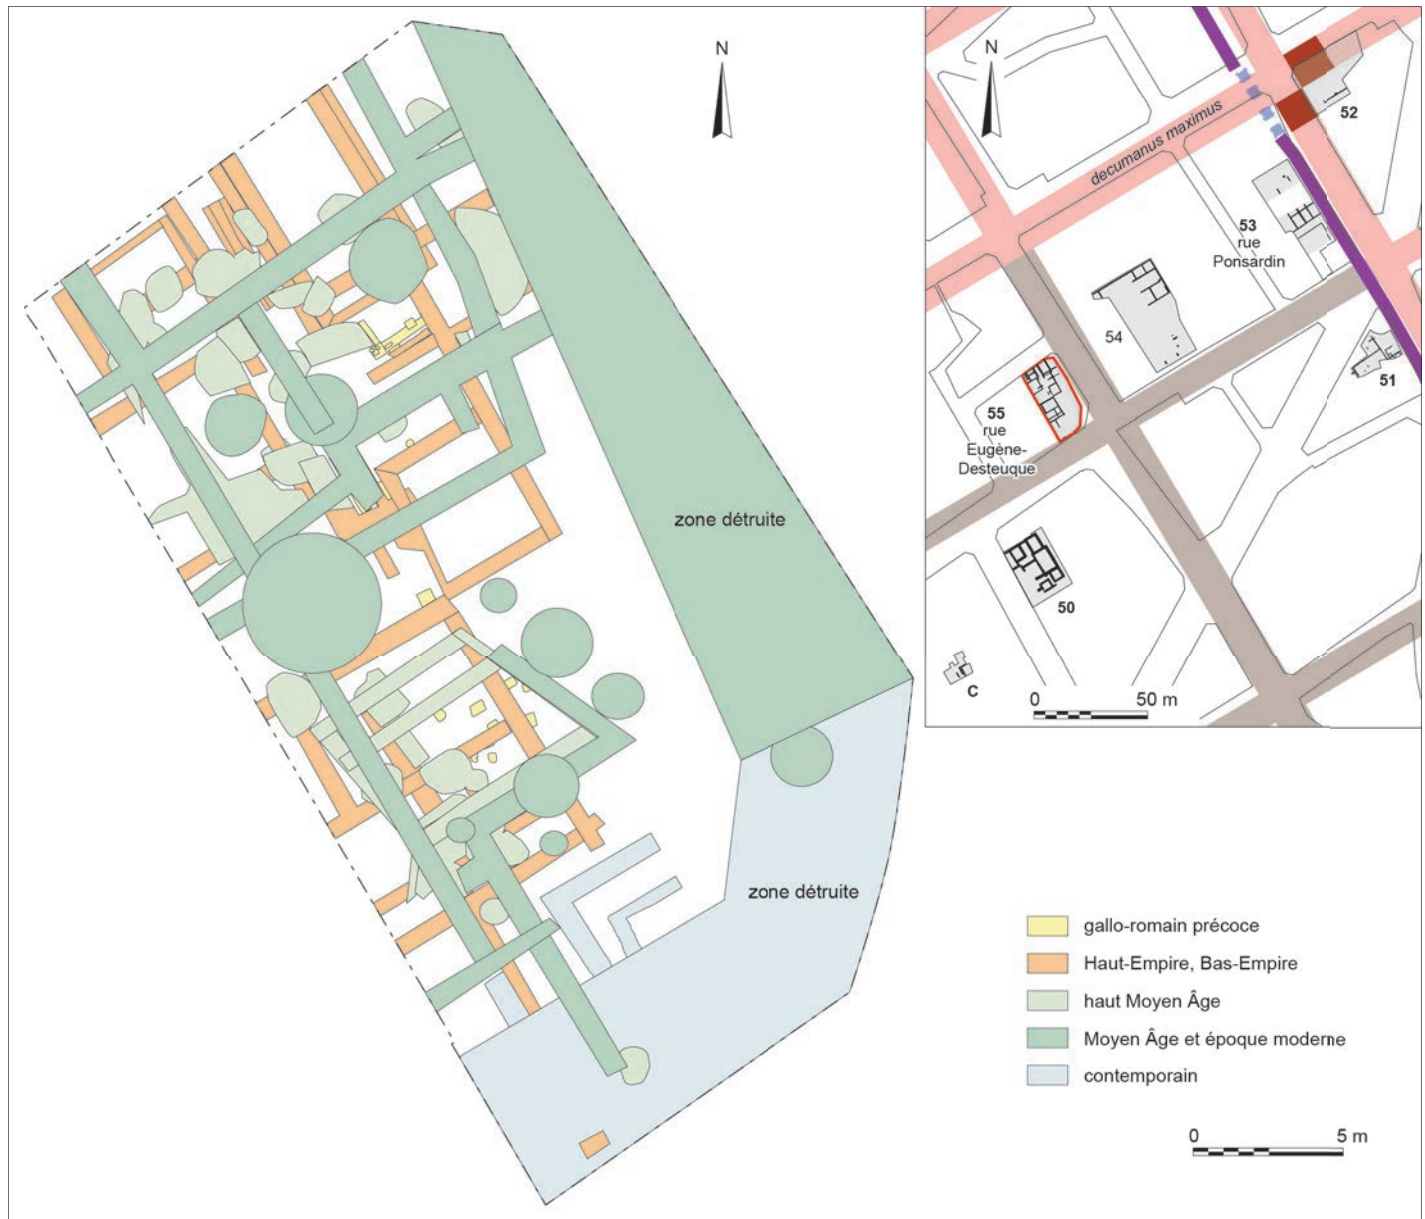 N
zone détruite
zone détruite
gallo-romain précoce
Haut-Empire, Bas-Empire
haut Moyen Âge
Moyen Âge et époque moderne
contemporain
0 5 m
N
decumanus maximus
52
53
rue
Ponsardin
54
51
55
rue
Eugène-
Desteuque
50
C
0 50 m